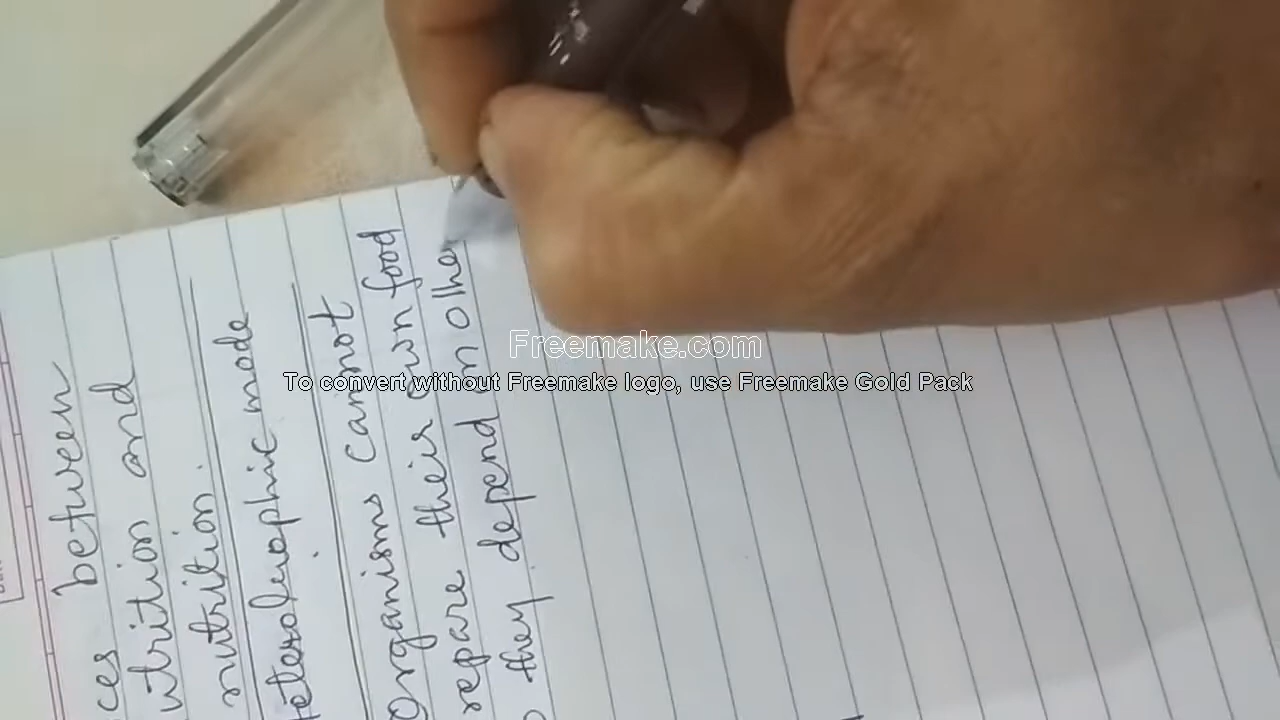 ces between
utrition and
nutrition.
eterotrophic mode
Organisms cannot
repare their own food
they depend on othe
Freemake.com
To convert without Freemake logo, use Freemake Gold Pack